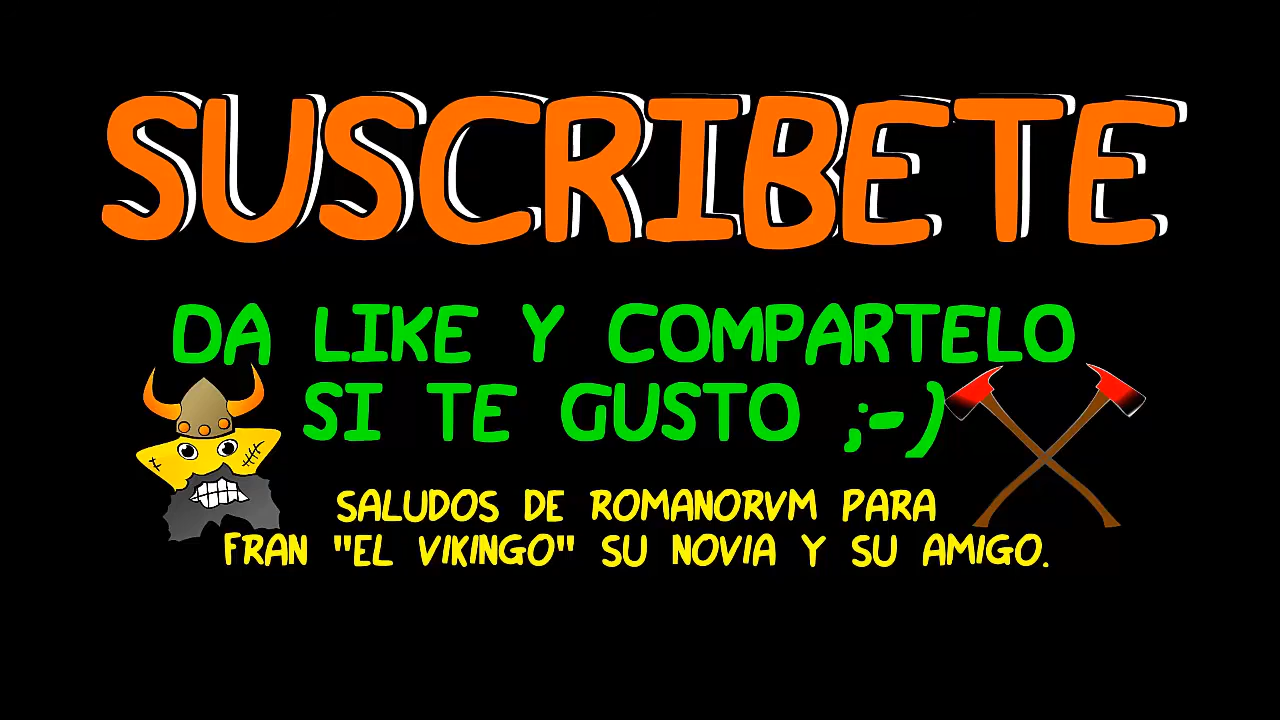 SUSCRIBETE
DA LIKE Y COMPARTELO
SI TE GUSTO ;-)
SALUDOS DE ROMANORVM PARA
FRAN "EL VIKINGO" SU NOVIA Y SU AMIGO.